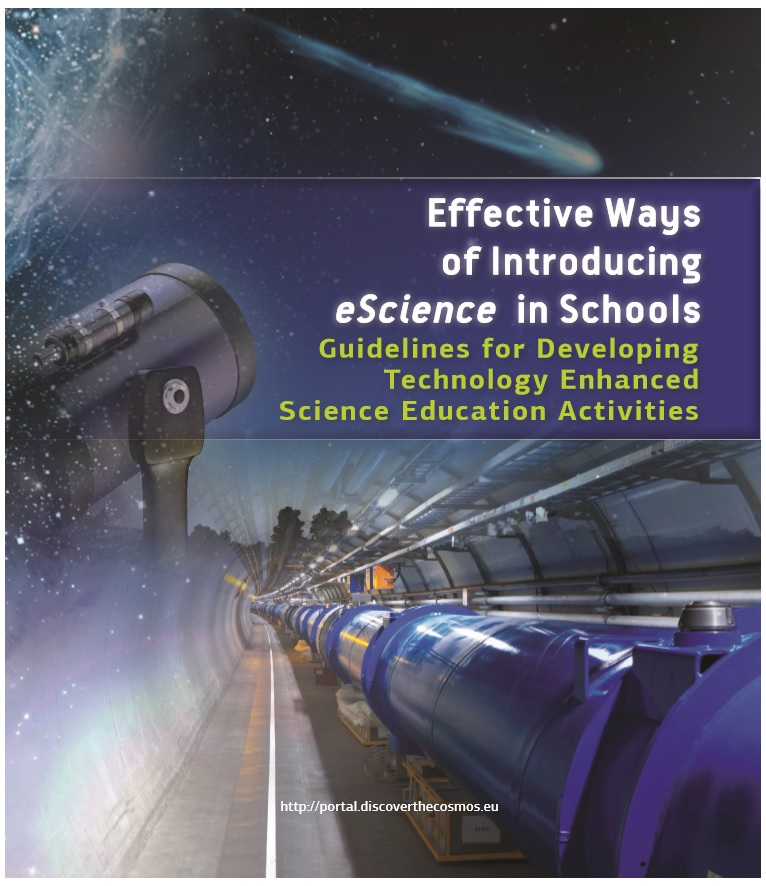 Effective Ways
of Introducing
eScience in Schools
Guidelines for Developing
Technology Enhanced
Science Education Activities
http://portal.discoverthecosmos.eu